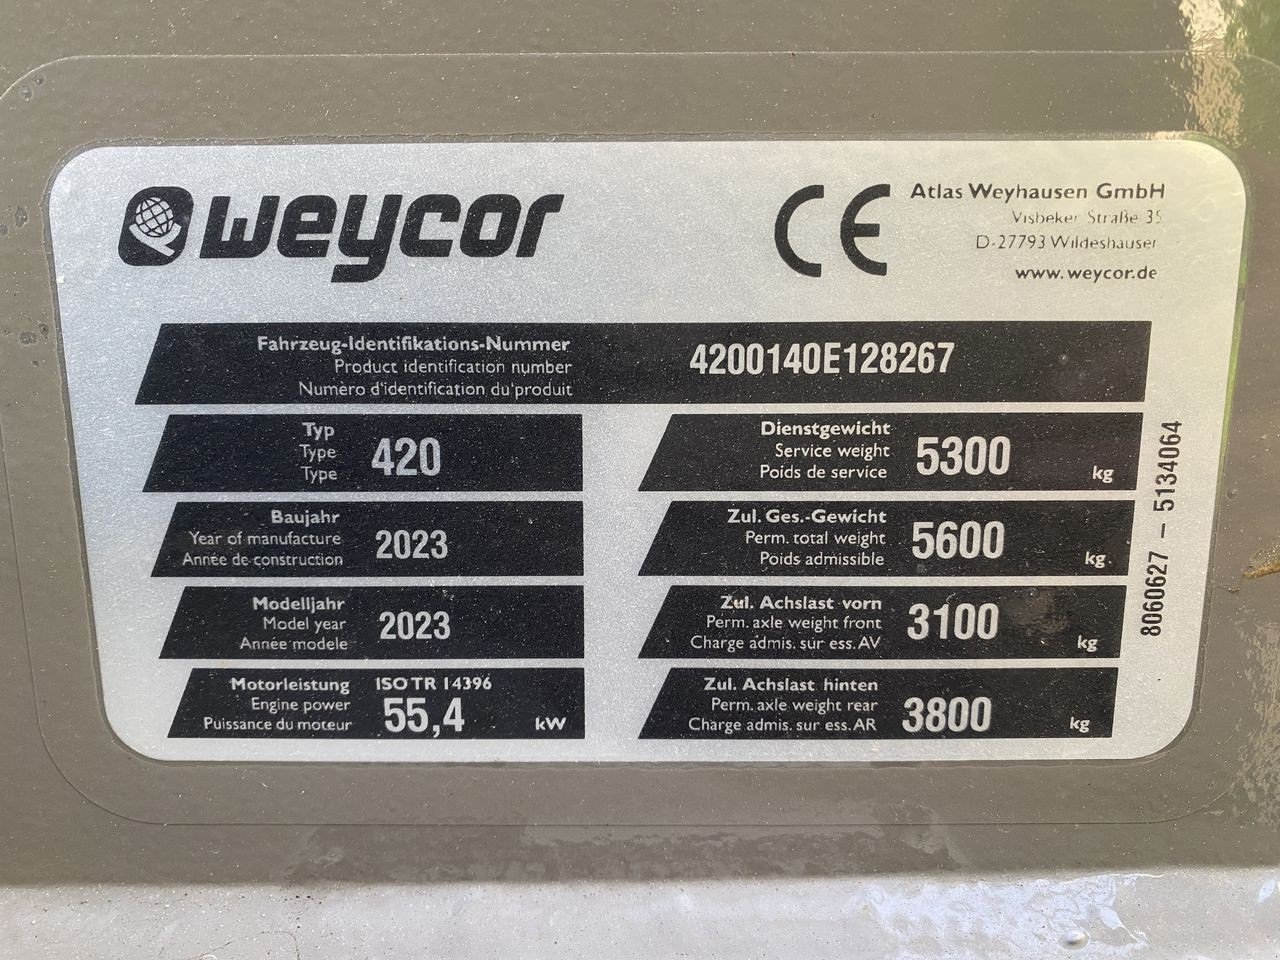 weycor
CE
Atlas Weyhausen GmbH
Visbeker Straße 35
D-27793 Wildeshauser
www.weycor.de
Fahrzeug-Identifikations-Nummer
Product identification number
Numéro d'identification du produit
4200140E128267
Typ
Type
Type
420
Baujahr
Year of manufacture
Année de construction
2023
Modelljahr
Model year
Année modele
2023
Motorleistung ISO TR 14396
Engine power
Puissance du moteur
55,4 kW
Dienstgewicht
Service weight
Poids de service
5300 kg
Zul. Ges.-Gewicht
Perm. total weight
Poids admissible
5600 kg
Zul. Achslast vorn
Perm. axle weight front
Charge admis. sur ess. AV
3100 kg
Zul. Achslast hinten
Perm. axle weight rear
Charge admis. sur ess. AR
3800 kg
8060627 – 5134064